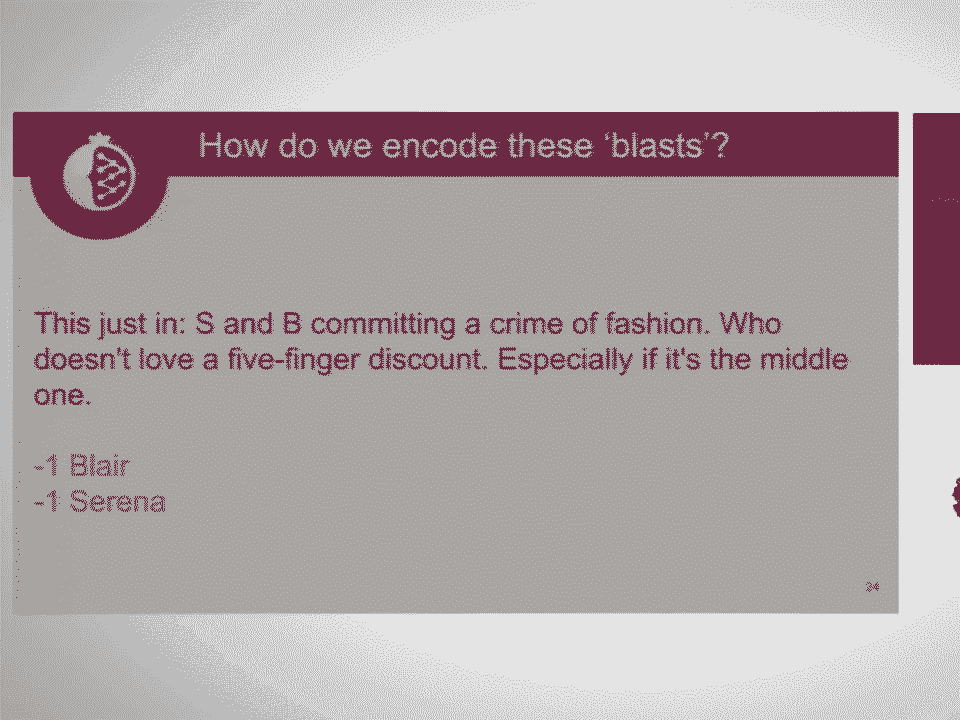 How do we encode these ‘blasts’?
This just in: S and B committing a crime of fashion. Who
doesn't love a five-finger discount. Especially if it's the middle
one.
-1 Blair
-1 Serena
24